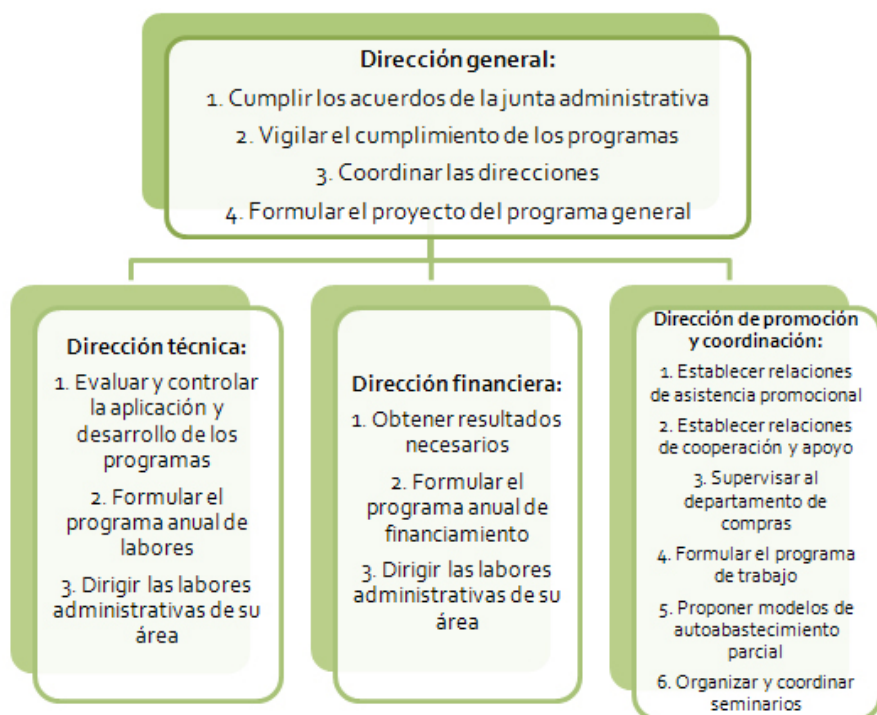 Dirección general:
1. Cumplir los acuerdos de la junta administrativa
2. Vigilar el cumplimiento de los programas
3. Coordinar las direcciones
4. Formular el proyecto del programa general
Dirección técnica:
1. Evaluar y controlar
la aplicación y
desarrollo de los
programas
2. Formular el
programa anual de
labores
3. Dirigir las labores
administrativas de su
área
Dirección financiera:
1. Obtener resultados
necesarios
2. Formular el
programa anual de
financiamiento
3. Dirigir las labores
administrativas de su
área
Dirección de promoción
y coordinación:
1. Establecer relaciones
de asistencia promocional
2. Establecer relaciones
de cooperación y apoyo
3. Supervisar al
departamento de
compras
4. Formular el programa
de trabajo
5. Proponer modelos de
autoabastecimiento
parcial
6. Organizar y coordinar
seminarios